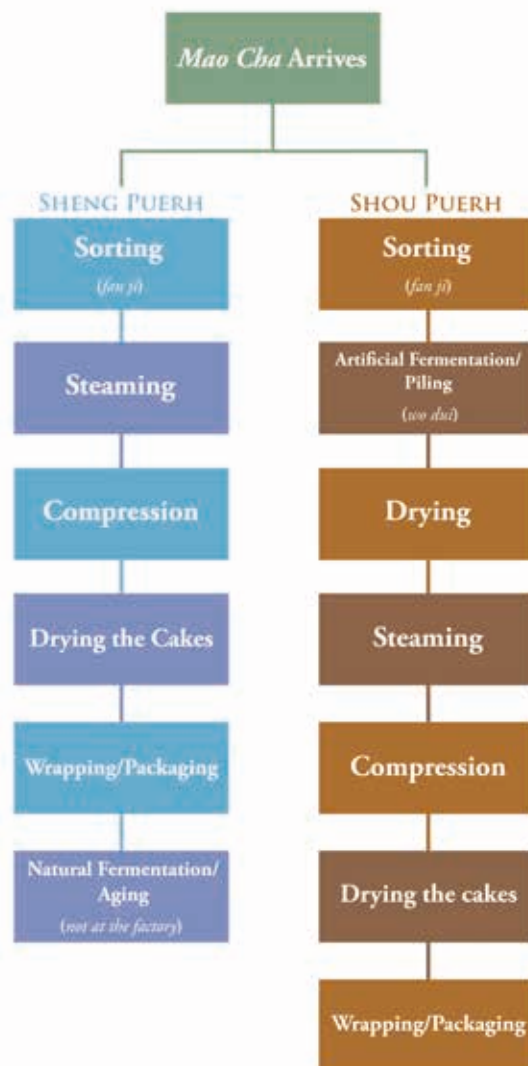 Mao Cha Arrives
SHENG PUERH
Sorting
(fan ji)
Steaming
Compression
Drying the Cakes
Wrapping/Packaging
Natural Fermentation/
Aging
(not at the factory)
SHOU PUERH
Sorting
(fan ji)
Artificial Fermentation/
Piling
(wo dui)
Drying
Steaming
Compression
Drying the cakes
Wrapping/Packaging